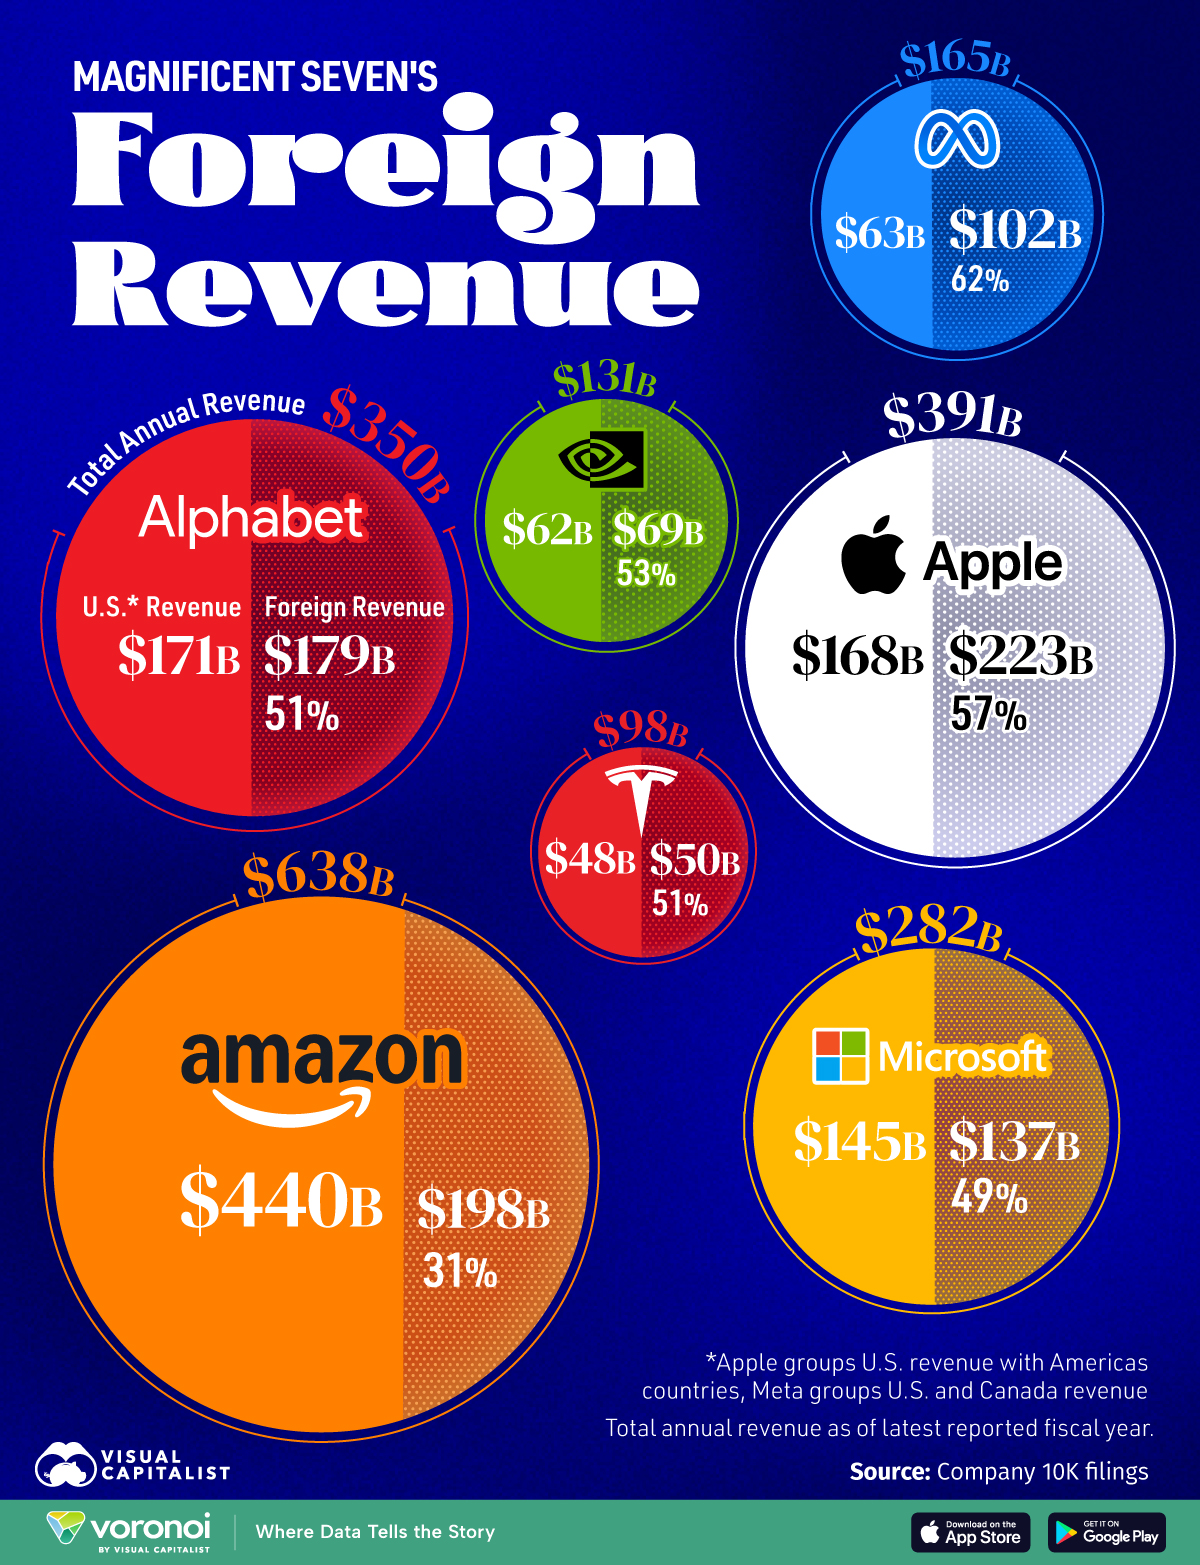 MAGNIFICENT SEVEN'S
Foreign
Revenue
$165B
$63B
$102B
62%
Total Annual Revenue
$350B
Alphabet
U.S.* Revenue
$171B
Foreign Revenue
$179B
51%
$131B
$62B
$69B
53%
$391B
Apple
$168B
$223B
57%
$98B
$48B
$50B
51%
$638B
amazon
$440B
$198B
31%
$282B
Microsoft
$145B
$137B
49%
*Apple groups U.S. revenue with Americas
countries, Meta groups U.S. and Canada revenue
Total annual revenue as of latest reported fiscal year.
Source: Company 10K filings
VISUAL
CAPITALIST
voronoi
BY VISUAL CAPITALIST
Where Data Tells the Story
Download on the
App Store
GET IT ON
Google Play